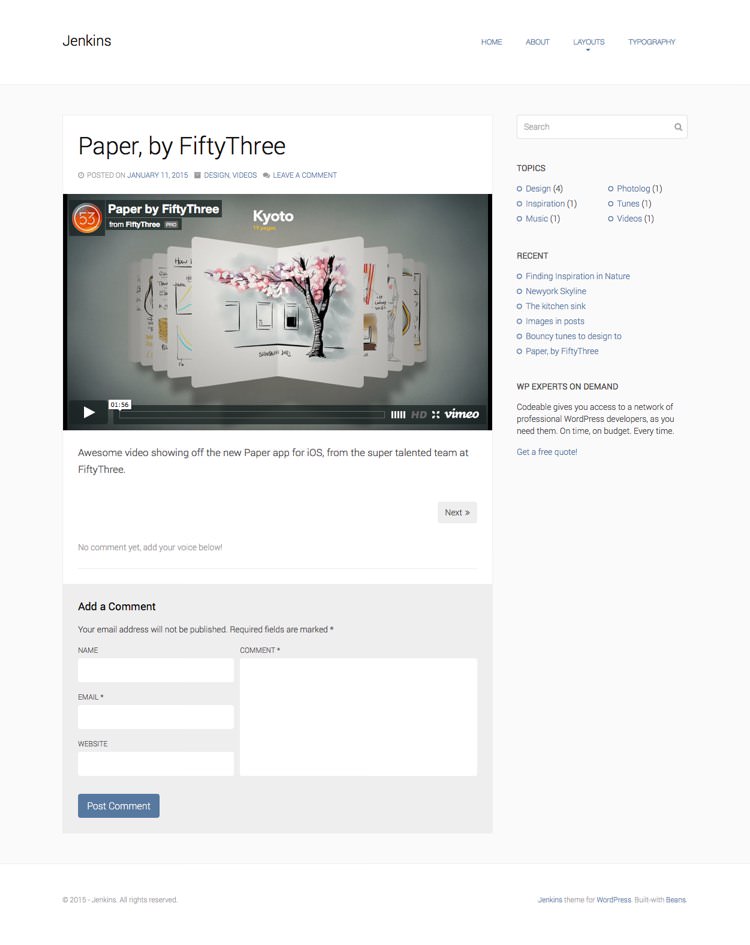 Jenkins
HOME ABOUT LAYOUTS TYPOGRAPHY
Paper, by FiftyThree
POSTED ON JANUARY 11, 2015 DESIGN, VIDEOS LEAVE A COMMENT
53
Paper by FiftyThree
from FiftyThree PRO
Kyoto
19 pages
01:56
HD vimeo
Awesome video showing off the new Paper app for iOS, from the super talented team at
FiftyThree.
Next »
No comment yet, add your voice below!
Add a Comment
Your email address will not be published. Required fields are marked *
NAME
COMMENT *
EMAIL *
WEBSITE
Post Comment
Search
TOPICS
Design (4)
Photolog (1)
Inspiration (1)
Tunes (1)
Music (1)
Videos (1)
RECENT
Finding Inspiration in Nature
Newyork Skyline
The kitchen sink
Images in posts
Bouncy tunes to design to
Paper, by FiftyThree
WP EXPERTS ON DEMAND
Codeable gives you access to a network of
professional WordPress developers, as you
need them. On time, on budget. Every time.
Get a free quote!
© 2015 - Jenkins. All rights reserved.
Jenkins theme for WordPress. Built-with Beans.